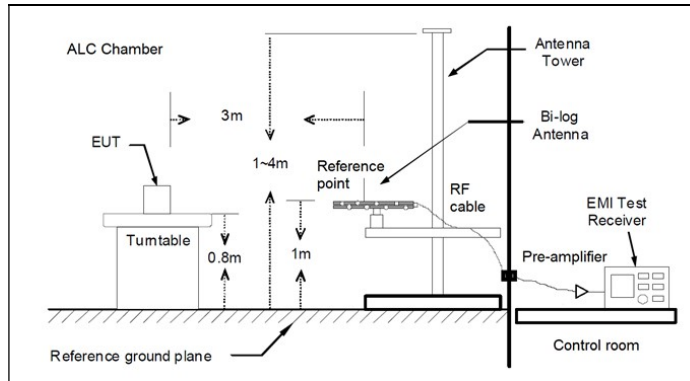 ALC Chamber
Antenna
Tower
3m
Bi-log
Antenna
EUT
1~4m
Reference
point
RF
cable
EMI Test
Receiver
Turntable
0.8m
1m
Pre-amplifier
Reference ground plane
Control room